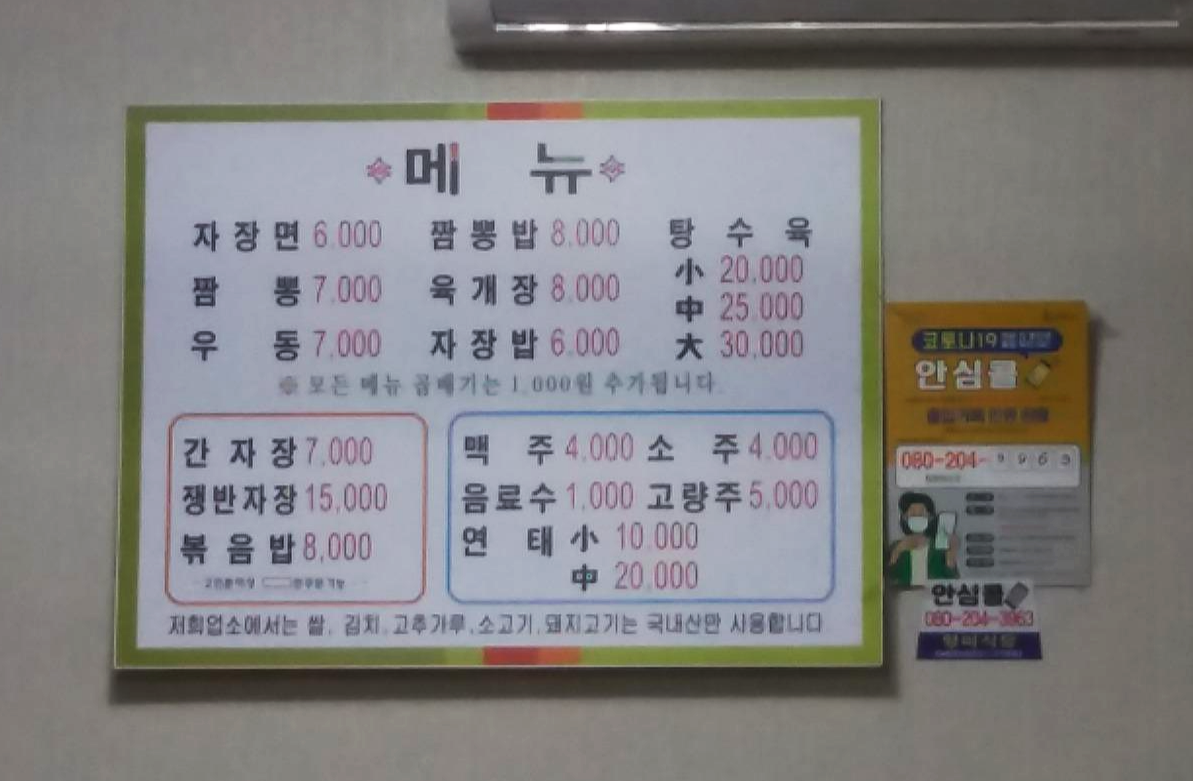 메 뉴
자장면 6.000 짬뽕밥 8.000 탕 수 육
小 20.000
짬 뽕 7.000 육개장 8.000
中 25.000
우 동 7.000 자장밥 6.000 大 30.000
※ 모든 메뉴 곱배기는 1.000원 추가됩니다.
간 자 장 7,000
쟁반자장 15,000
볶음밥 8,000
맥 주 4.000 소 주 4.000
음료수 1,000 고량주 5,000
연 태 小 10.000
中 20.000
저희업소에서는 쌀, 김치, 고추가루, 소고기, 돼지고기는 국내산만 사용합니다
코로나19
안심콜
080-204-3963
안심콜
080-204-3963